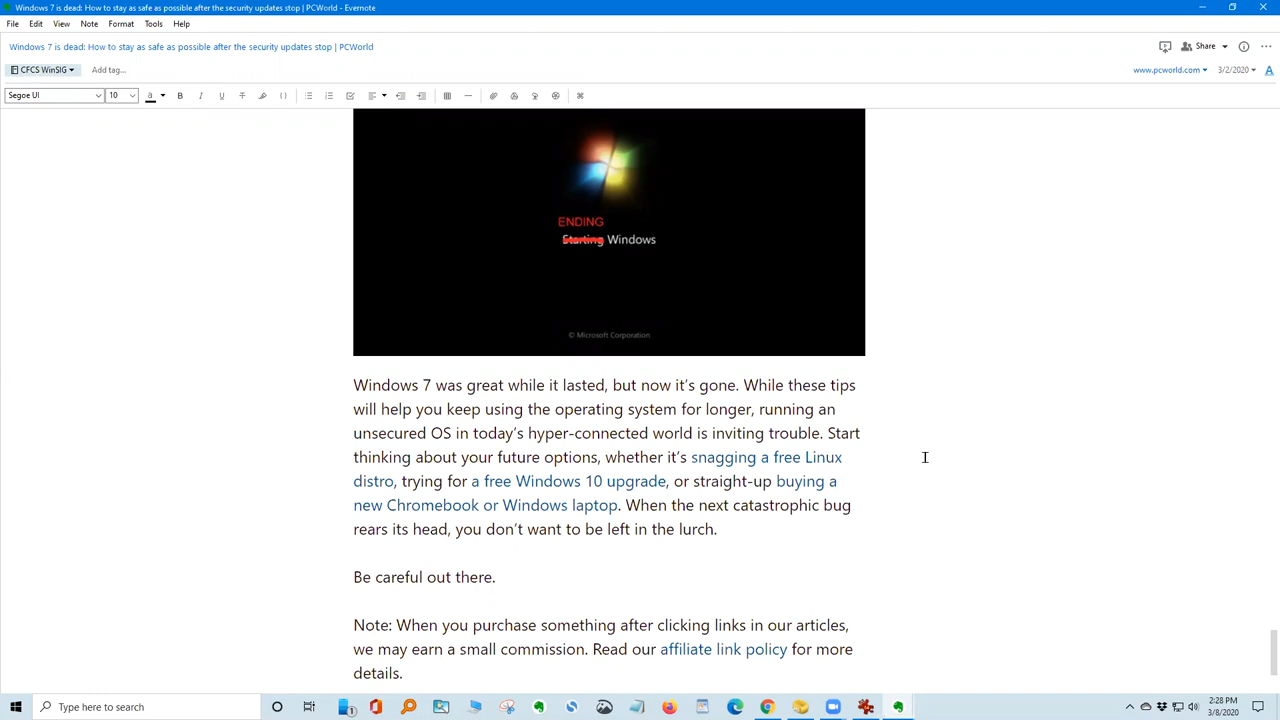 Windows 7 is dead: How to stay as safe as possible after the security updates stop | PCWorld - Evernote
File Edit View Note Format Tools Help
Windows 7 is dead: How to stay as safe as possible after the security updates stop | PCWorld
Share
CFCS WinSIG
Add tag...
www.pcworld.com
3/2/2020
Segoe UI
10
ENDING
Starting Windows
© Microsoft Corporation
Windows 7 was great while it lasted, but now it's gone. While these tips
will help you keep using the operating system for longer, running an
unsecured OS in today's hyper-connected world is inviting trouble. Start
thinking about your future options, whether it's snagging a free Linux
distro, trying for a free Windows 10 upgrade, or straight-up buying a
new Chromebook or Windows laptop. When the next catastrophic bug
rears its head, you don't want to be left in the lurch.
Be careful out there.
Note: When you purchase something after clicking links in our articles,
we may earn a small commission. Read our affiliate link policy for more
details.
Type here to search
2:28 PM
3/8/2020